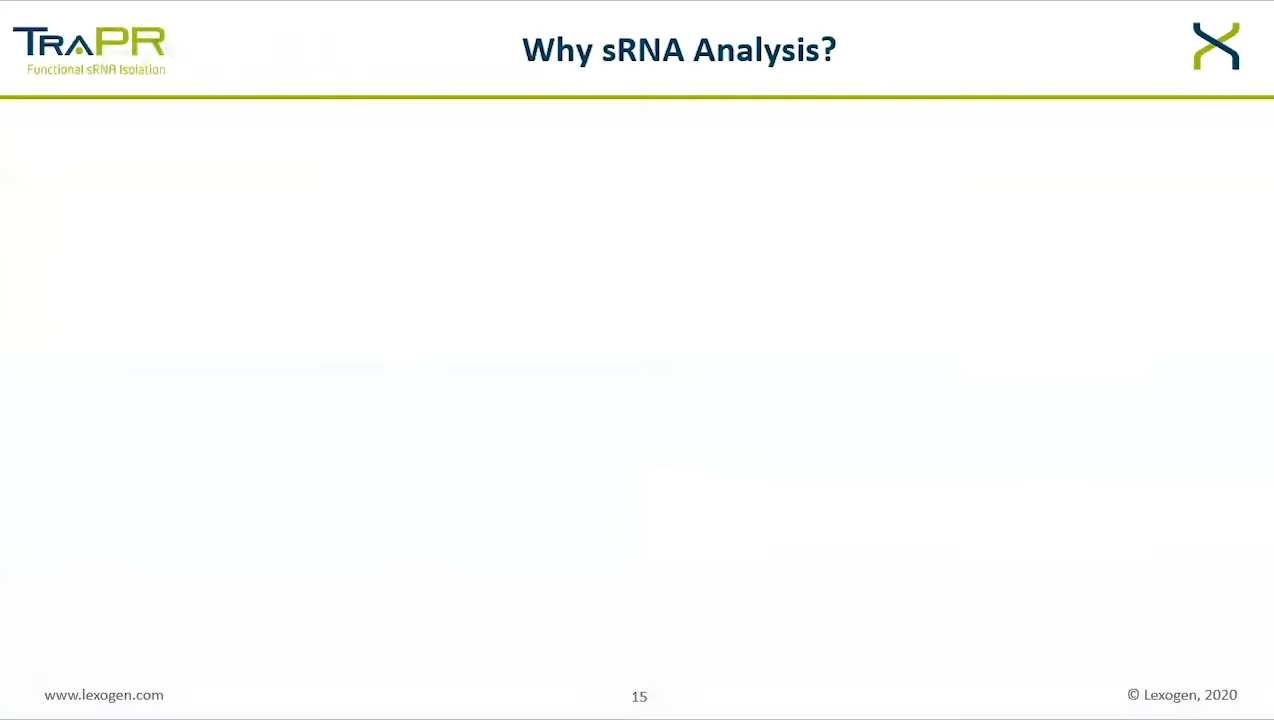 TRAPR
Functional sRNA Isolation
Why sRNA Analysis?
www.lexogen.com
15
© Lexogen, 2020